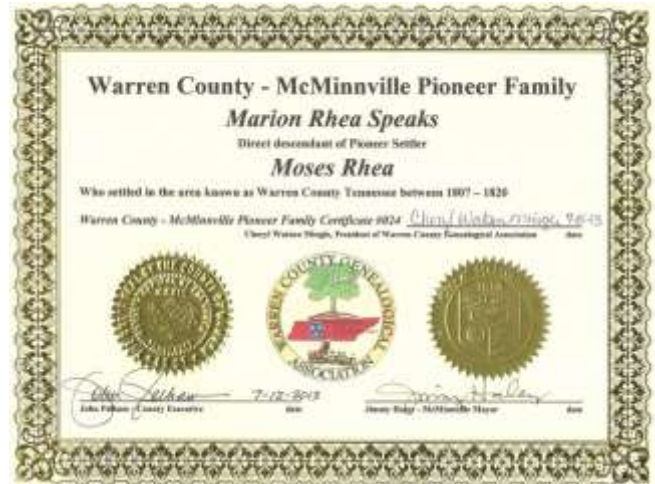 Warren County - McMinnville Pioneer Family
Marion Rhea Speaks
Direct descendant of Pioneer Settler
Moses Rhea
Who settled in the area known as Warren County Tennessee between 1807 – 1820
Warren County - McMinnville Pioneer Family Certificate #024
President of Warren County Genealogical Association date
WARREN COUNTY GENEALOGICAL ASSOCIATION
7-12-2013
John Pelham - County Executive date
Jimmy Haley - McMinnville Mayor date